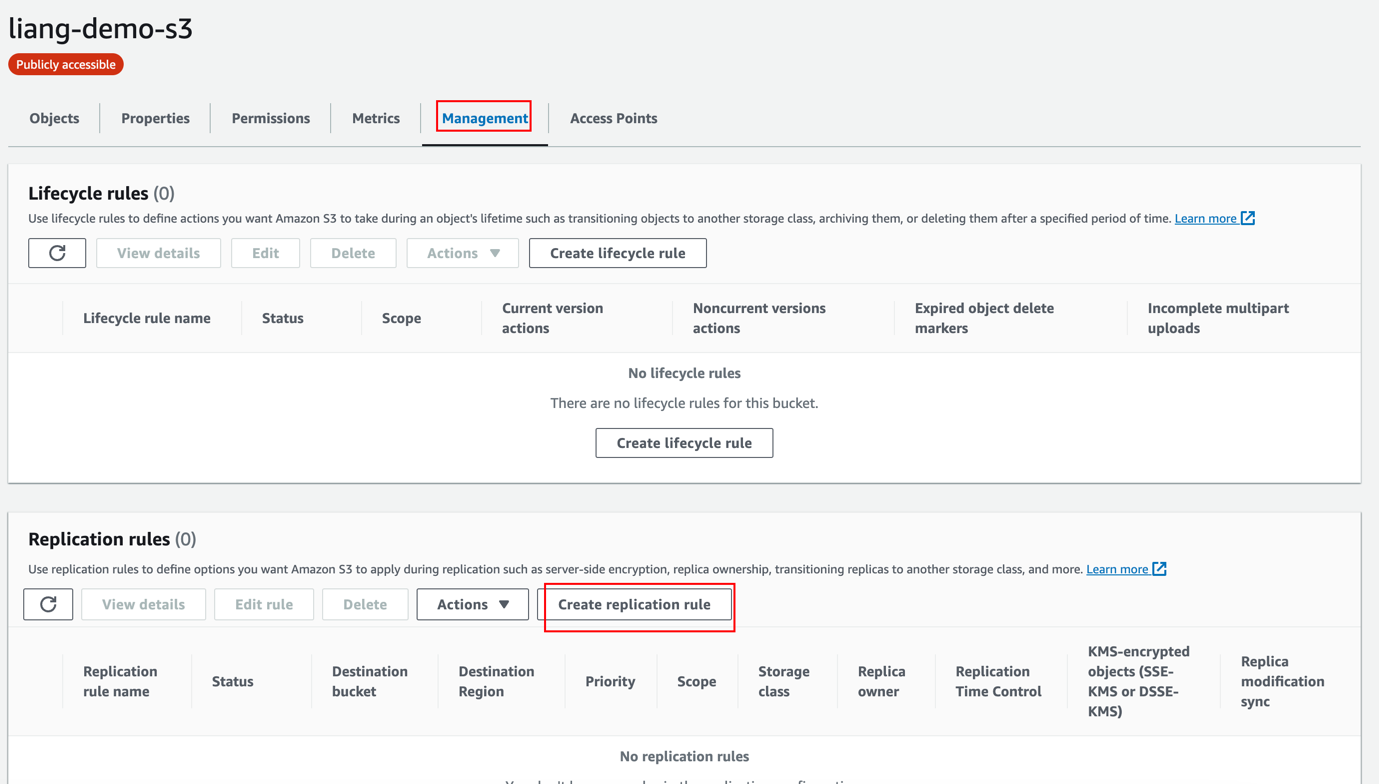 liang-demo-s3
Publicly accessible
Objects
Properties
Permissions
Metrics
Management
Access Points
Lifecycle rules (0)
Use lifecycle rules to define actions you want Amazon S3 to take during an object's lifetime such as transitioning objects to another storage class, archiving them, or deleting them after a specified period of time. Learn more
View details
Edit
Delete
Actions
Create lifecycle rule
Lifecycle rule name
Status
Scope
Current version
actions
Noncurrent versions
actions
Expired object delete
markers
Incomplete multipart
uploads
No lifecycle rules
There are no lifecycle rules for this bucket.
Create lifecycle rule
Replication rules (0)
Use replication rules to define options you want Amazon S3 to apply during replication such as server-side encryption, replica ownership, transitioning replicas to another storage class, and more. Learn more
View details
Edit rule
Delete
Actions
Create replication rule
Replication
rule name
Status
Destination
bucket
Destination
Region
Priority
Scope
Storage
class
Replica
owner
Replication
Time Control
KMS-encrypted
objects (SSE-
KMS or DSSE-
KMS)
Replica
modification
sync
No replication rules